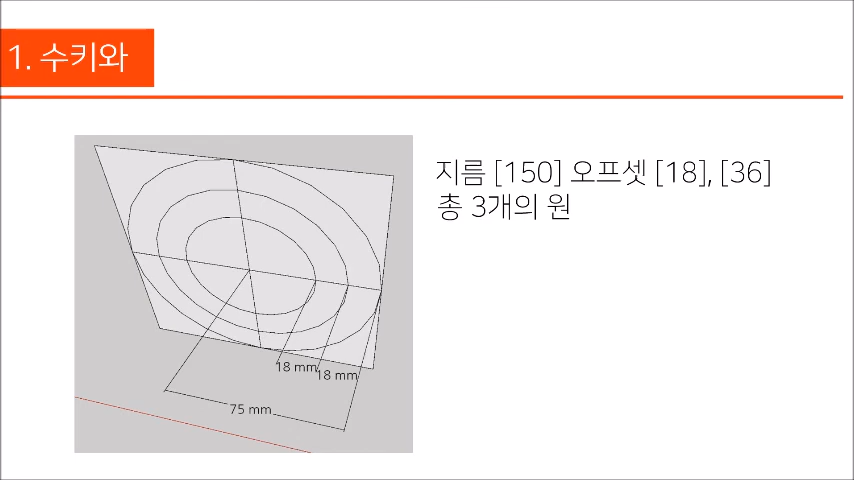 1. 수키와
지름 [150] 오프셋 [18], [36]
총 3개의 원
18 mm
18 mm
75 mm